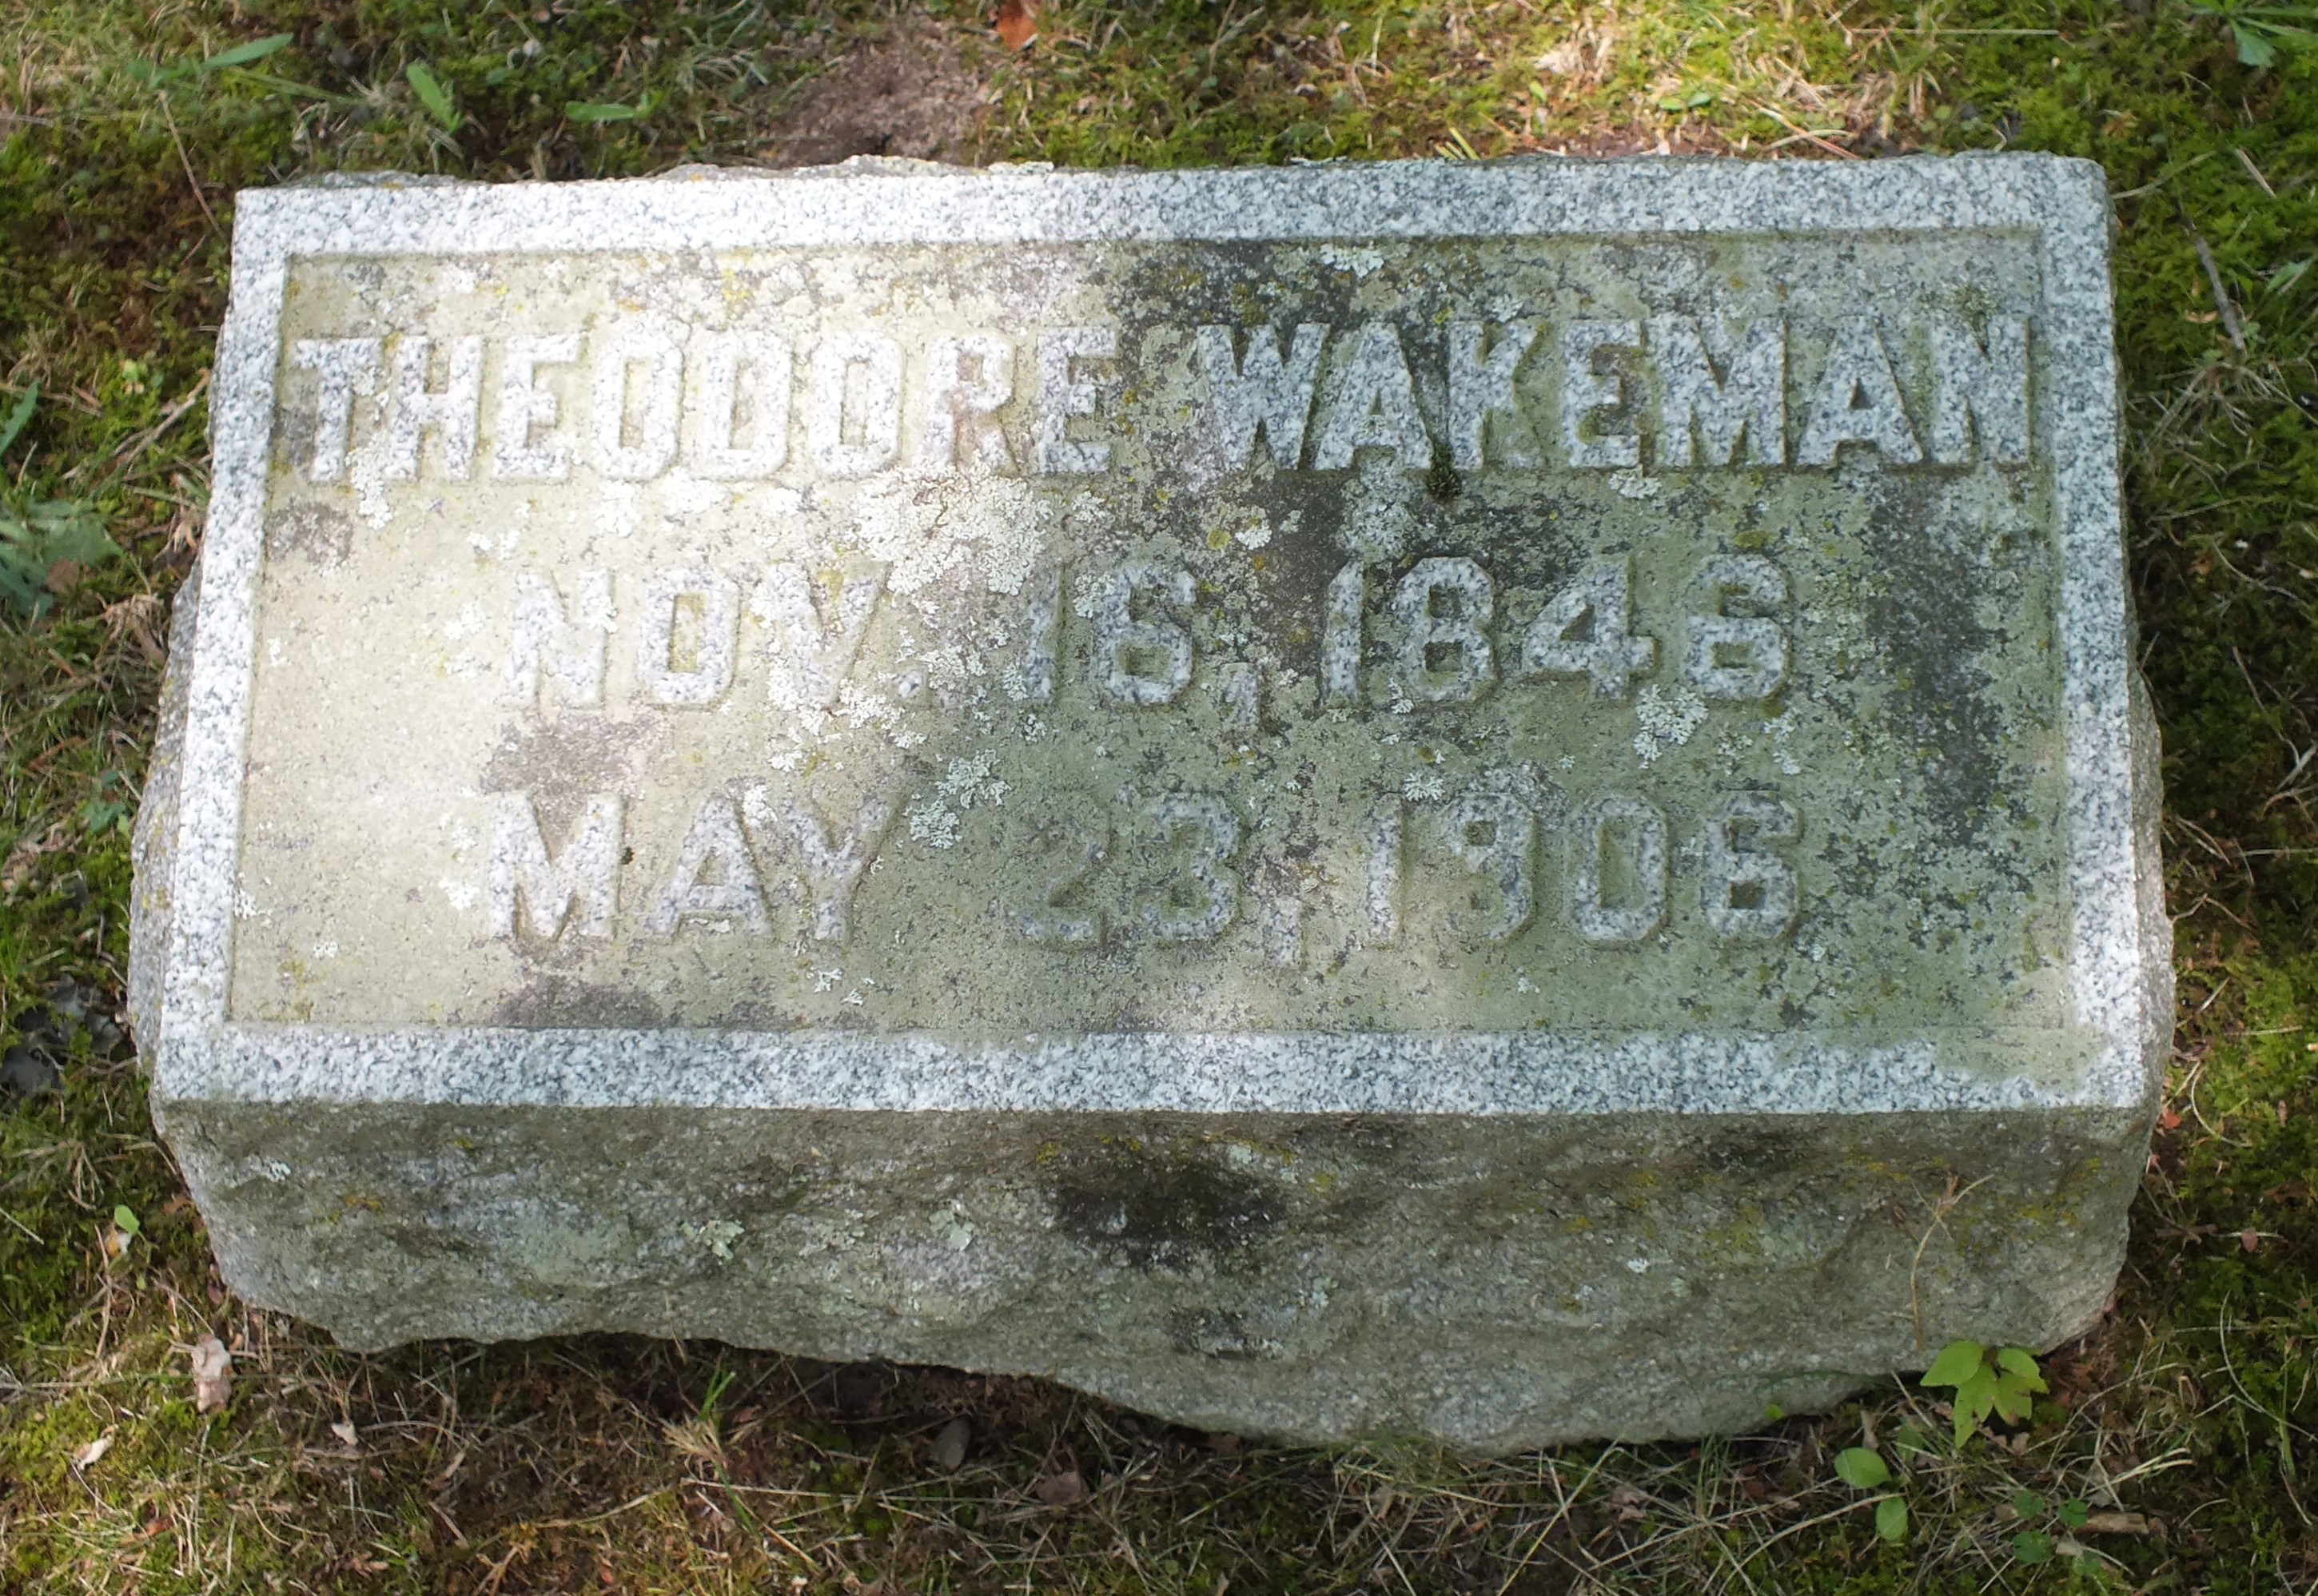 THEODORE WAKEMAN
NOV. 16, 1846
MAY 23, 1906